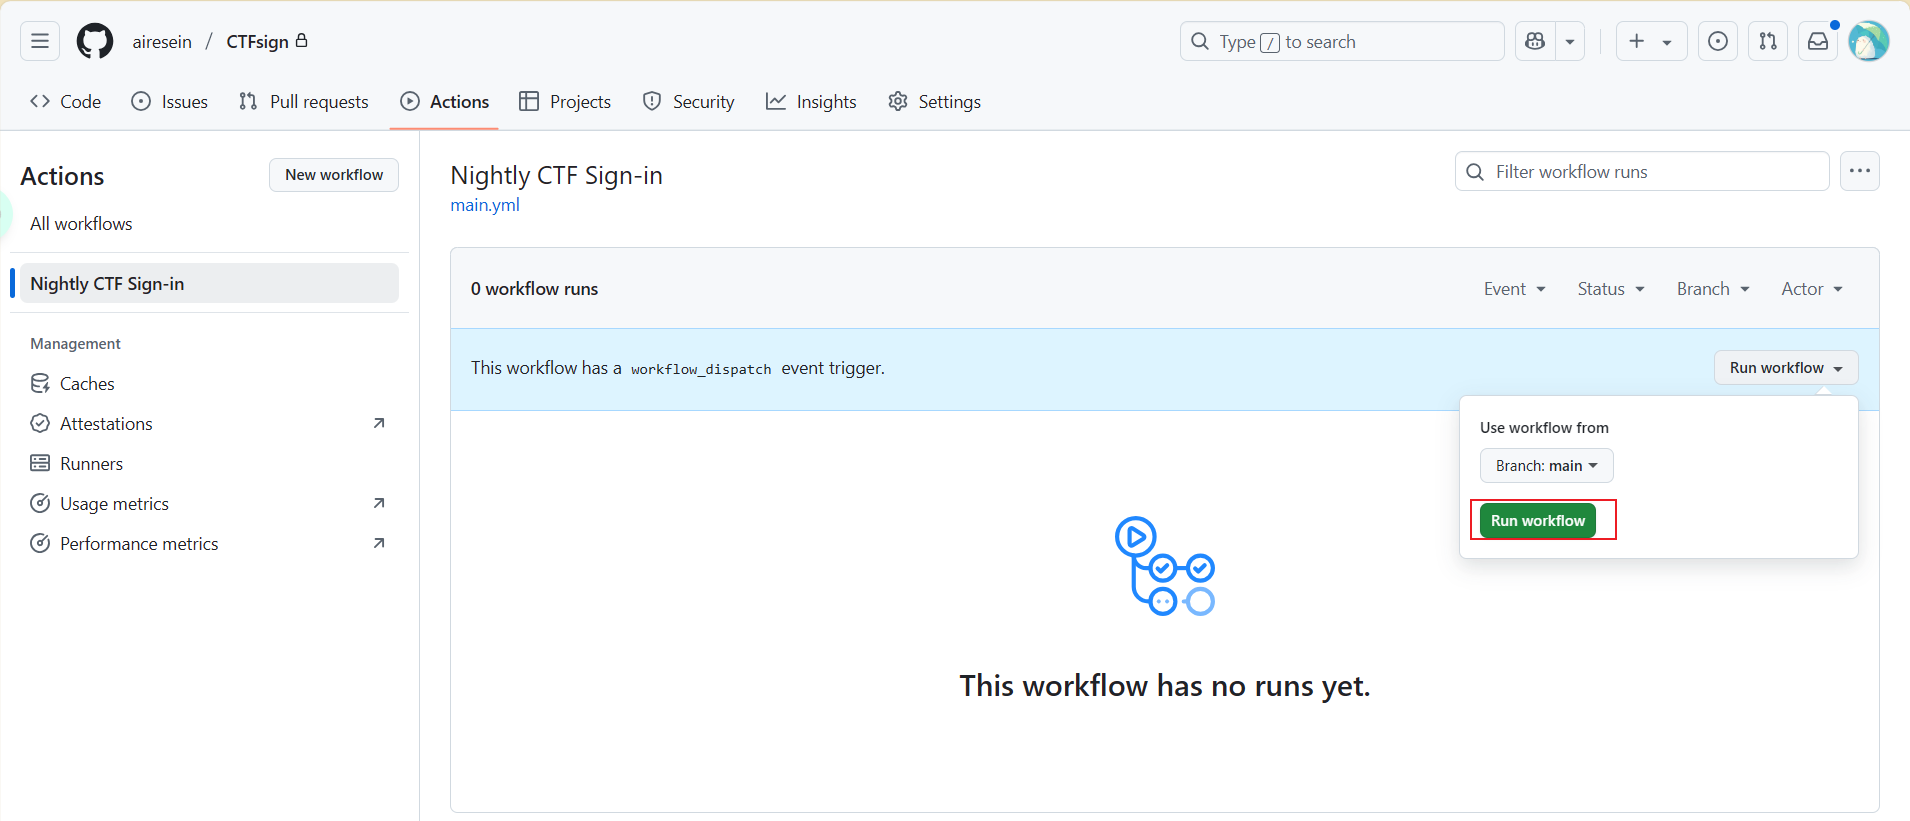 airesein / CTFsign
Type / to search
Code Issues Pull requests Actions Projects Security Insights Settings
Actions
New workflow
All workflows
Nightly CTF Sign-in
Management
Caches
Attestations
Runners
Usage metrics
Performance metrics
Nightly CTF Sign-in
main.yml
Filter workflow runs
0 workflow runs
Event Status Branch Actor
This workflow has a workflow_dispatch event trigger.
Run workflow
Use workflow from
Branch: main
Run workflow
This workflow has no runs yet.